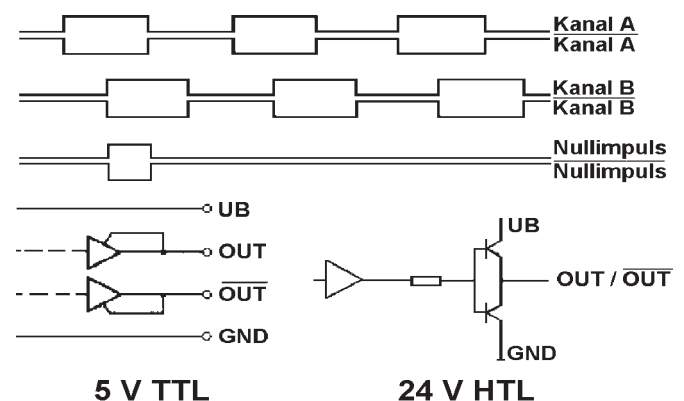 Kanal A
Kanal A
Kanal B
Kanal B
Nullimpuls
Nullimpuls
UB
OUT
OUT
GND
UB
OUT / OUT
GND
5 V TTL
24 V HTL